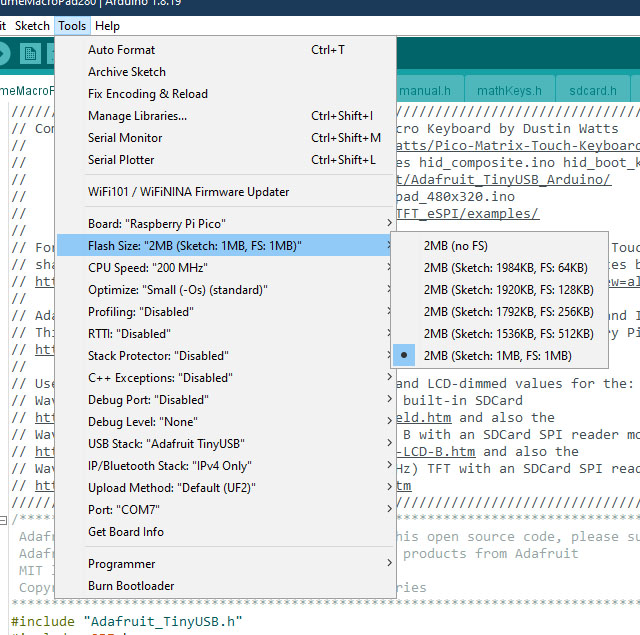 umeMacroPad280 | Arduino 1.8.19
it Sketch Tools Help
Auto Format Ctrl+T
Archive Sketch
Fix Encoding & Reload
Manage Libraries... Ctrl+Shift+I
Serial Monitor Ctrl+Shift+M
Serial Plotter Ctrl+Shift+L
WiFi101 / WiFiNINA Firmware Updater
Board: "Raspberry Pi Pico"
Flash Size: "2MB (Sketch: 1MB, FS: 1MB)"
CPU Speed: "200 MHz"
Optimize: "Small (-Os) (standard)"
Profiling: "Disabled"
RTTI: "Disabled"
Stack Protector: "Disabled"
C++ Exceptions: "Disabled"
Debug Port: "Disabled"
Debug Level: "None"
USB Stack: "Adafruit TinyUSB"
IP/Bluetooth Stack: "IPv4 Only"
Upload Method: "Default (UF2)"
Port: "COM7"
Get Board Info
Programmer
Burn Bootloader
2MB (no FS)
2MB (Sketch: 1984KB, FS: 64KB)
2MB (Sketch: 1920KB, FS: 128KB)
2MB (Sketch: 1792KB, FS: 256KB)
2MB (Sketch: 1536KB, FS: 512KB)
2MB (Sketch: 1MB, FS: 1MB)
meMacroF manual.h mathKeys.h sdcard.h
// Com cro Keyboard by Dustin Watts
// atts/Pico-Matrix-Touch-Keyboard
// es hid_composite.ino hid_boot_k
// t/Adafruit_TinyUSB_Arduino/
// pad_480x320.ino
// TFT_eSPI/examples/
//
// For Tou
// sha es b
// htt ew=al
//
// Ada and I
// Thi ry Pi
// htt
//
// Use and LCD-dimmed values for the:
// Wav built-in SDCard
// htt eld.htm and also the
// Wav B with an SDCard SPI reader mo
// htt -LCD-B.htm and also the
// Wav Hz) TFT with an SDCard SPI read
// htt tm
Adafr his open source code, please su
Adafr products from Adafruit
MIT l
Copyr ries
#include "Adafruit_TinyUSB.h"